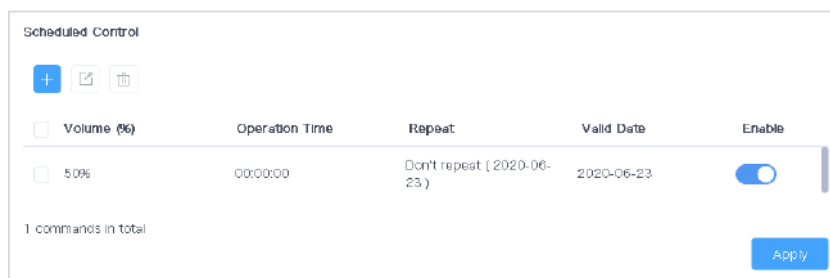 Scheduled Control
Volume (%) Operation Time Repeat Valid Date Enable
50% 00:00:00 Don't repeat ( 2020-06-
23 ) 2020-06-23
1 commands in total
Apply